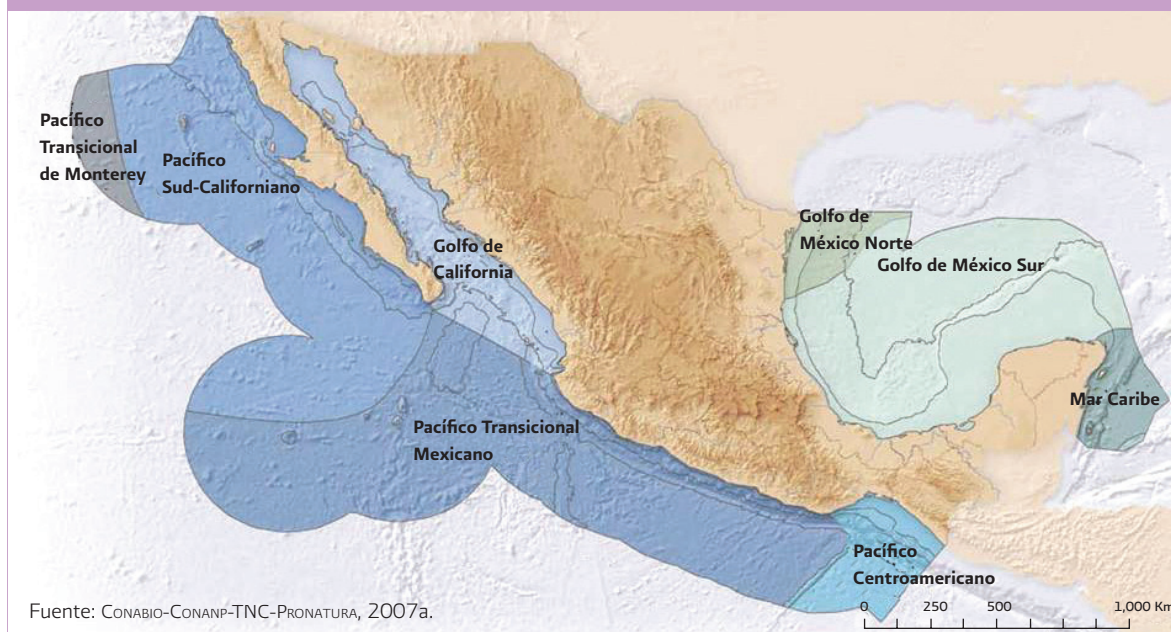 Pacífico
Transicional
de Monterey
Pacífico
Sud-Californiano
Golfo de
California
Golfo de
México Norte
Golfo de México Sur
Mar Caribe
Pacífico Transicional
Mexicano
Pacífico
Centroamericano
Fuente: CONABIO-CONANP-TNC-PRONATURA, 2007a.
0 250 500 1,000 Km